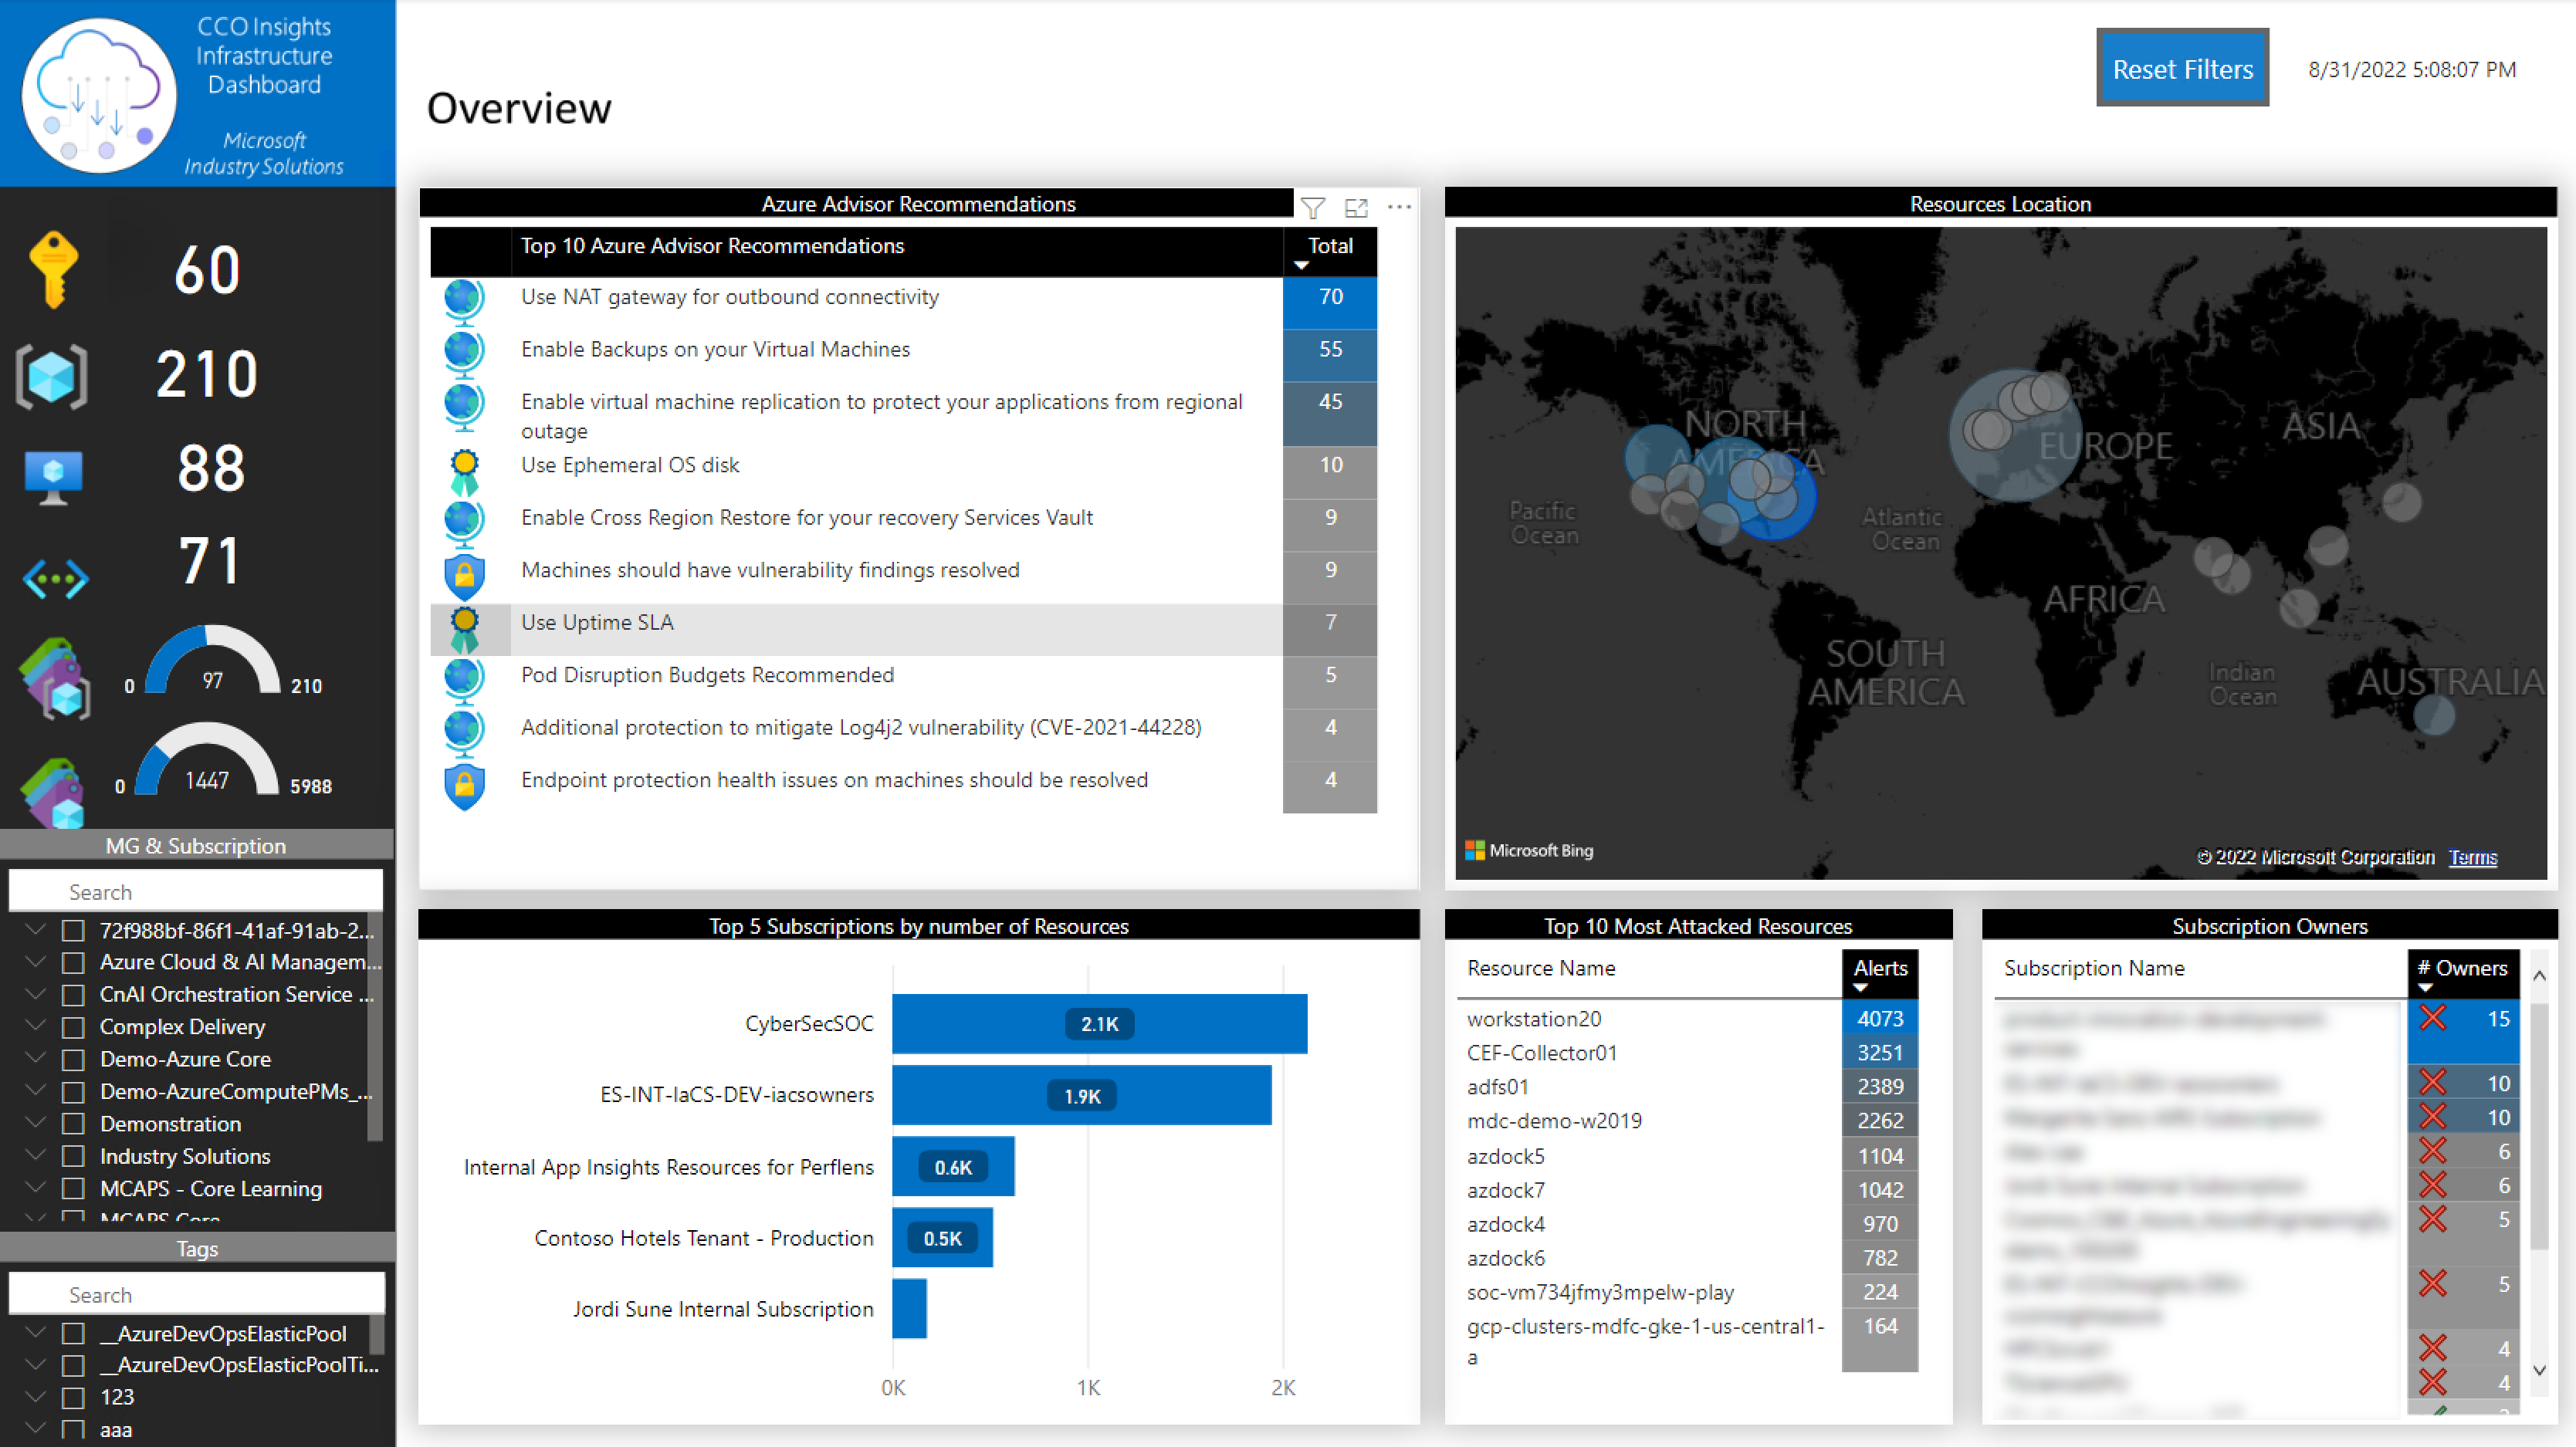 CCO Insights
Infrastructure
Dashboard
Microsoft
Industry Solutions
60
210
88
71
0
97
210
0
1447
5988
MG & Subscription
Search
72f988bf-86f1-41af-91ab-2...
Azure Cloud & AI Managem...
CnAI Orchestration Service ...
Complex Delivery
Demo-Azure Core
Demo-AzureComputePMs_...
Demonstration
Industry Solutions
MCAPS - Core Learning
MCAPS Core
Tags
Search
__AzureDevOpsElasticPool
__AzureDevOpsElasticPoolTi...
123
aaa
Overview
Reset Filters
8/31/2022 5:08:07 PM
Azure Advisor Recommendations
Top 10 Azure Advisor Recommendations Total
Use NAT gateway for outbound connectivity 70
Enable Backups on your Virtual Machines 55
Enable virtual machine replication to protect your applications from regional 45
outage
Use Ephemeral OS disk 10
Enable Cross Region Restore for your recovery Services Vault 9
Machines should have vulnerability findings resolved 9
Use Uptime SLA 7
Pod Disruption Budgets Recommended 5
Additional protection to mitigate Log4j2 vulnerability (CVE-2021-44228) 4
Endpoint protection health issues on machines should be resolved 4
Resources Location
NORTH
AMERICA
EUROPE
ASIA
Pacific
Ocean
Atlantic
Ocean
AFRICA
SOUTH
AMERICA
Indian
Ocean
AUSTRALIA
Microsoft Bing
© 2022 Microsoft Corporation Terms
Top 5 Subscriptions by number of Resources
CyberSecSOC 2.1K
ES-INT-IaCS-DEV-iacsowners 1.9K
Internal App Insights Resources for Perflens 0.6K
Contoso Hotels Tenant - Production 0.5K
Jordi Sune Internal Subscription
0K 1K 2K
Top 10 Most Attacked Resources
Resource Name Alerts
workstation20 4073
CEF-Collector01 3251
adfs01 2389
mdc-demo-w2019 2262
azdock5 1104
azdock7 1042
azdock4 970
azdock6 782
soc-vm734jfmy3mpelw-play 224
gcp-clusters-mdfc-gke-1-us-central1- 164
a
Subscription Owners
Subscription Name # Owners
15
10
10
6
6
5
5
4
4